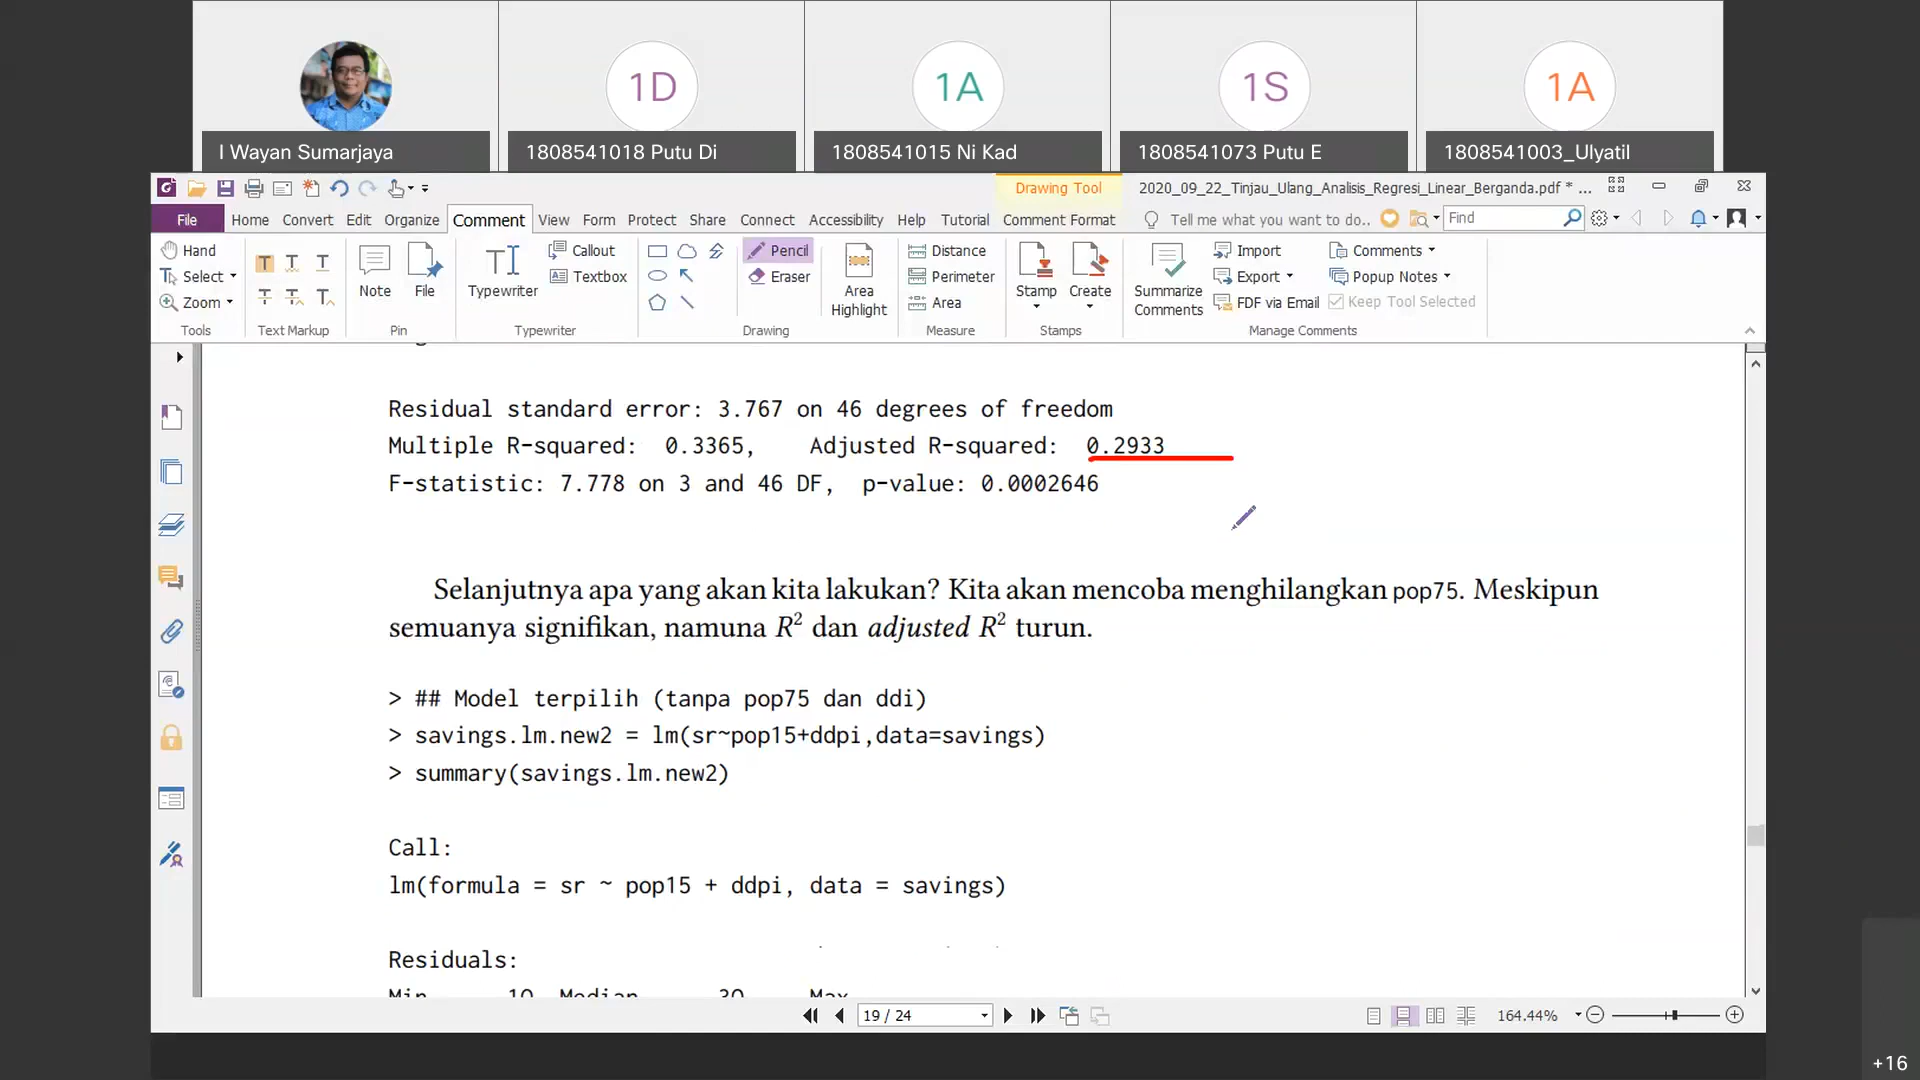 1D
1A
1S
1A
I Wayan Sumarjaya
1808541018 Putu Di
1808541015 Ni Kad
1808541073 Putu E
1808541003_Ulyatil
Drawing Tool
2020_09_22_Tinjau_Ulang_Analisis_Regresi_Linear_Berganda.pdf * ...
File Home Convert Edit Organize Comment View Form Protect Share Connect Accessibility Help Tutorial Comment Format
Tell me what you want to do..
Find
Hand
Select
Zoom
Tools
Text Markup
Note
File
Pin
Typewriter
Callout
Textbox
Typewriter
Pencil
Eraser
Drawing
Area
Highlight
Distance
Perimeter
Area
Measure
Stamp
Create
Stamps
Summarize
Comments
Import
Export
FDF via Email
Comments
Popup Notes
Keep Tool Selected
Manage Comments
Residual standard error: 3.767 on 46 degrees of freedom
Multiple R-squared: 0.3365, Adjusted R-squared: 0.2933
F-statistic: 7.778 on 3 and 46 DF, p-value: 0.0002646
Selanjutnya apa yang akan kita lakukan? Kita akan mencoba menghilangkan pop75. Meskipun
semuanya signifikan, namuna R² dan adjusted R² turun.
> ## Model terpilih (tanpa pop75 dan ddi)
> savings.lm.new2 = lm(sr~pop15+ddpi,data=savings)
> summary(savings.lm.new2)
Call:
lm(formula = sr ~ pop15 + ddpi, data = savings)
Residuals:
Min 1Q Median 3Q Max
19 / 24
164.44%
+16